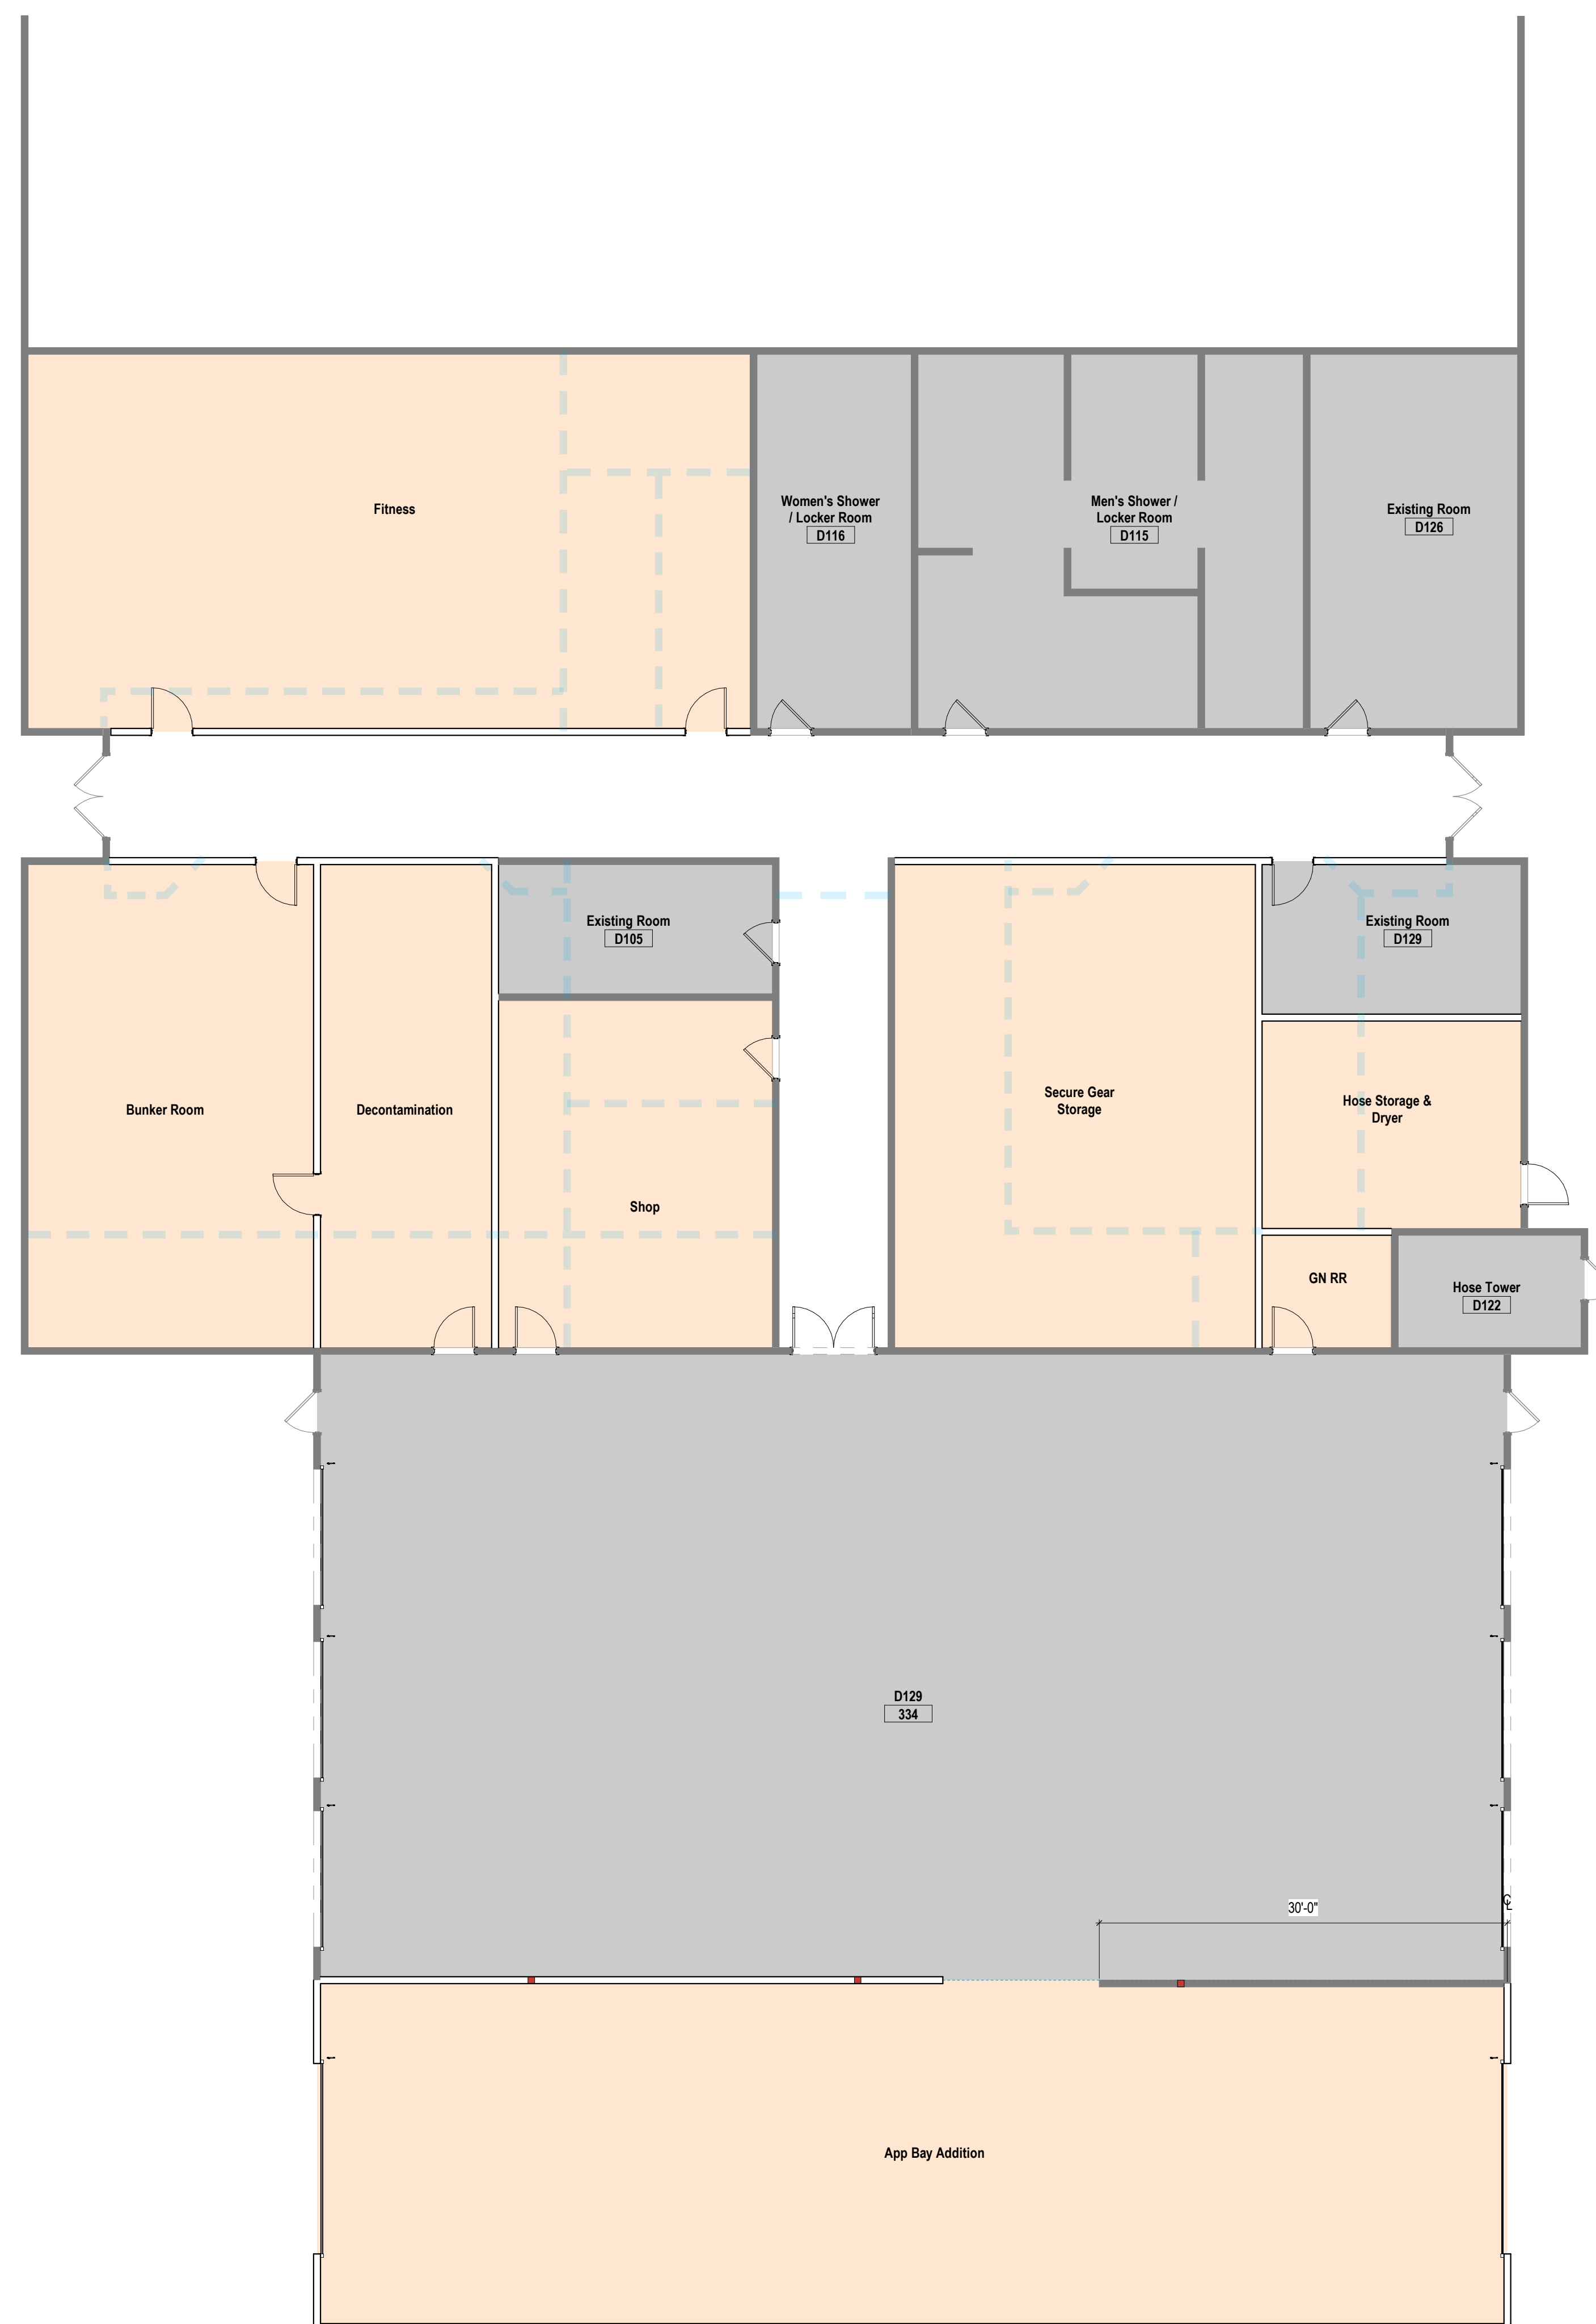 Fitness
Women's Shower
/ Locker Room
D116
Men's Shower /
Locker Room
D115
Existing Room
D126
Existing Room
D105
Existing Room
D129
Bunker Room
Decontamination
Secure Gear
Storage
Hose Storage &
Dryer
Shop
GN RR
Hose Tower
D122
D129
334
30'-0"
CL
App Bay Addition